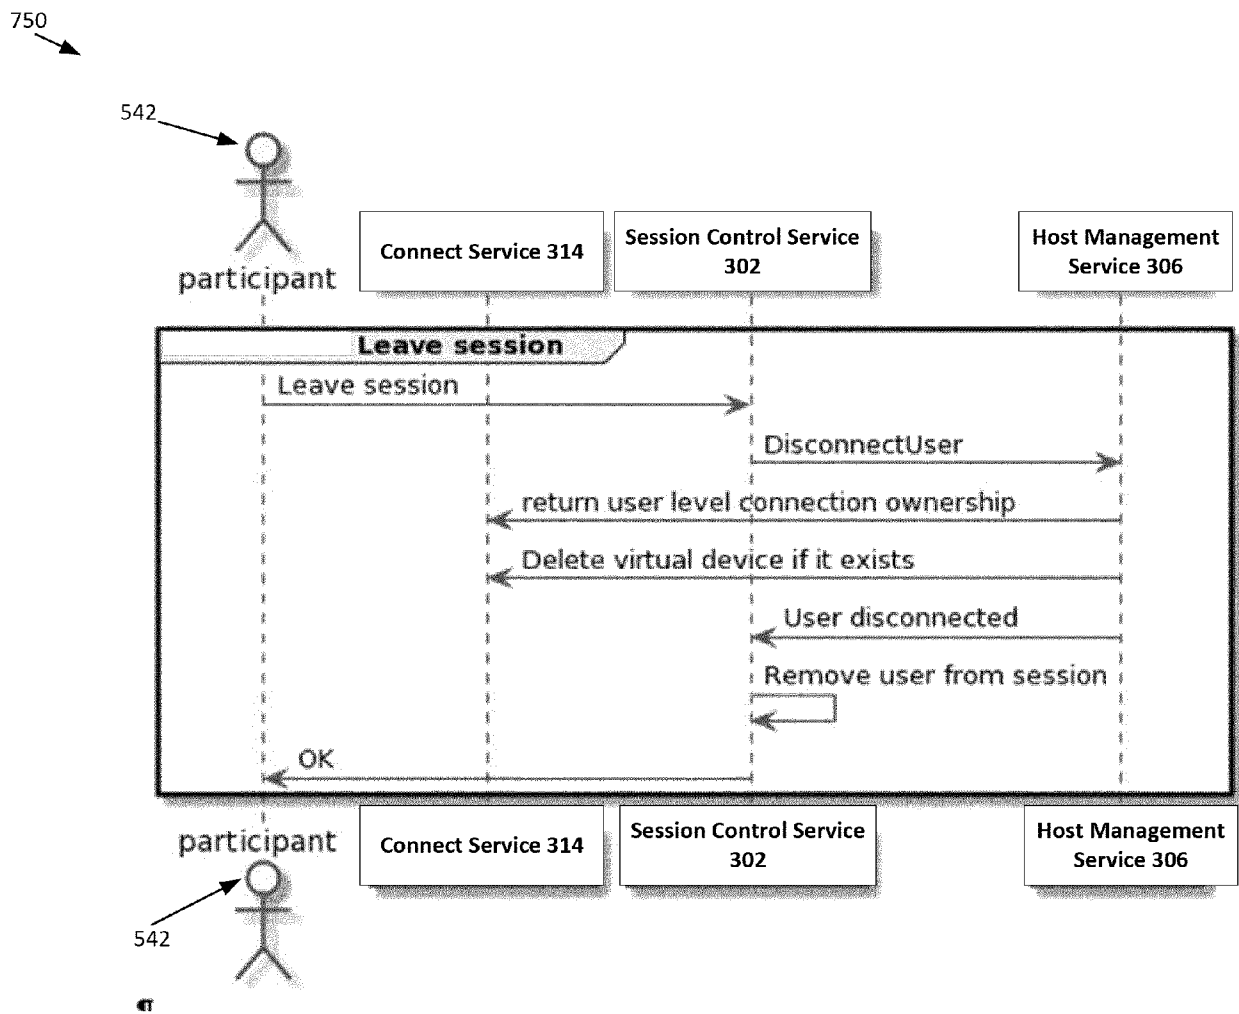 750
542
participant
Connect Service 314
Session Control Service
302
Host Management
Service 306
Leave session
Leave session
DisconnectUser
return user level connection ownership
Delete virtual device if it exists
User disconnected
Remove user from session
OK
participant
Connect Service 314
Session Control Service
302
Host Management
Service 306
542
¶